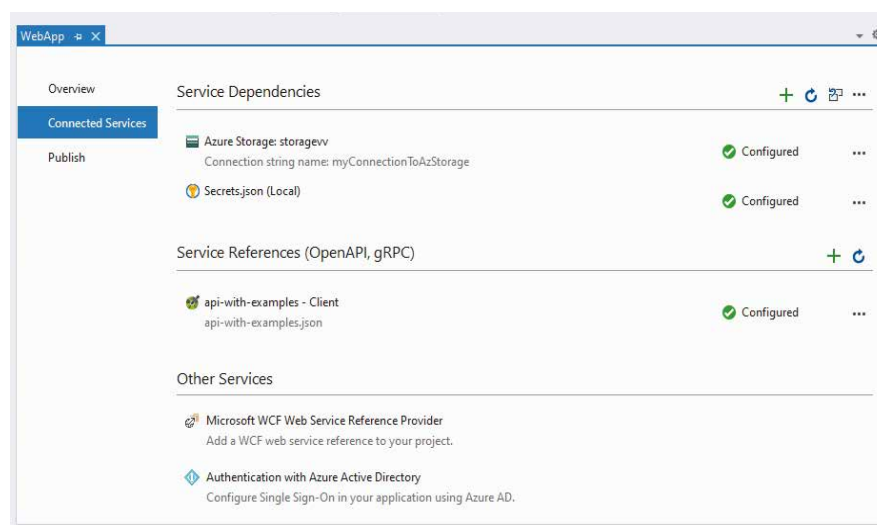 WebApp
Overview
Connected Services
Publish
Service Dependencies
Azure Storage: storagevv
Connection string name: myConnectionToAzStorage
Configured
Secrets.json (Local)
Configured
Service References (OpenAPI, gRPC)
api-with-examples - Client
api-with-examples.json
Configured
Other Services
Microsoft WCF Web Service Reference Provider
Add a WCF web service reference to your project.
Authentication with Azure Active Directory
Configure Single Sign-On in your application using Azure AD.